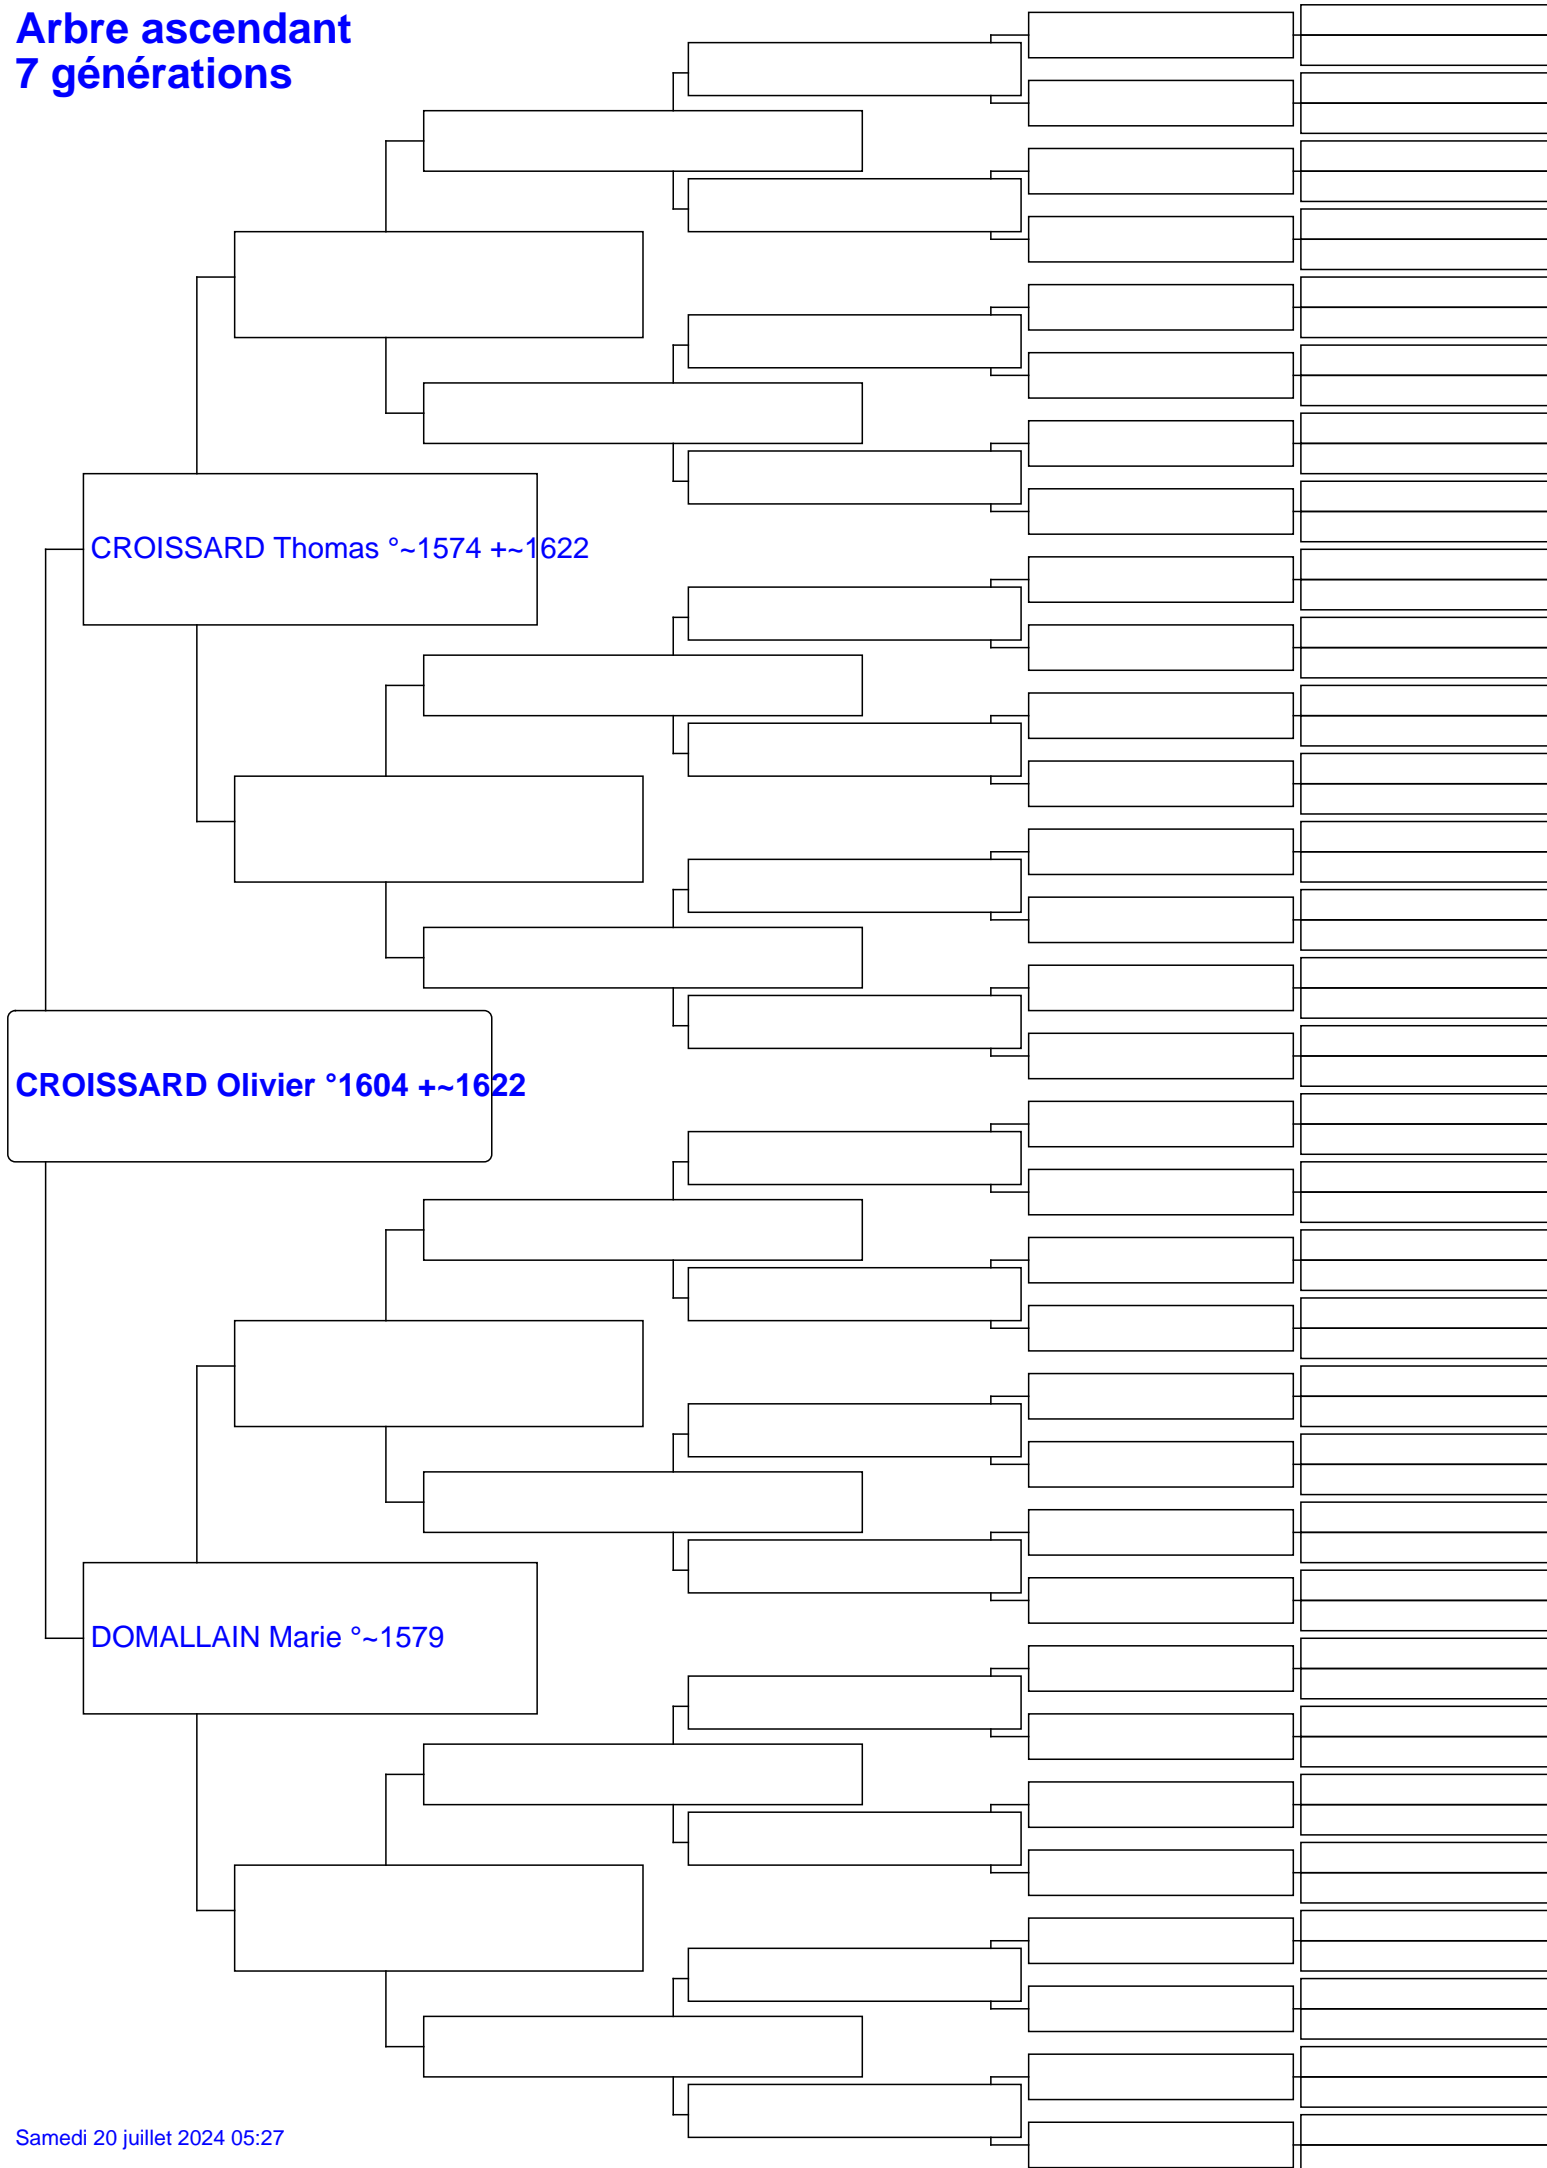 Arbre ascendant
7 générations
CROISSARD Thomas °~1574 +~1622
CROISSARD Olivier °1604 +~1622
DOMALLAIN Marie °~1579
Samedi 20 juillet 2024 05:27